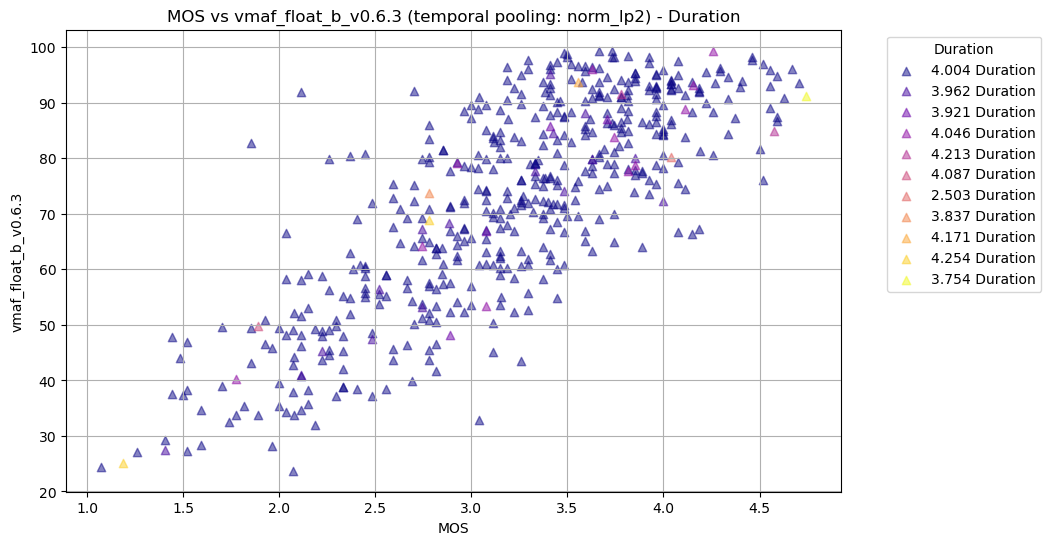 MOS vs vmaf_float_b_v0.6.3 (temporal pooling: norm_lp2) - Duration
100
90
80
70
60
50
40
30
20
vmaf_float_b_v0.6.3
1.0 1.5 2.0 2.5 3.0 3.5 4.0 4.5
MOS
Duration
4.004 Duration
3.962 Duration
3.921 Duration
4.046 Duration
4.213 Duration
4.087 Duration
2.503 Duration
3.837 Duration
4.171 Duration
4.254 Duration
3.754 Duration